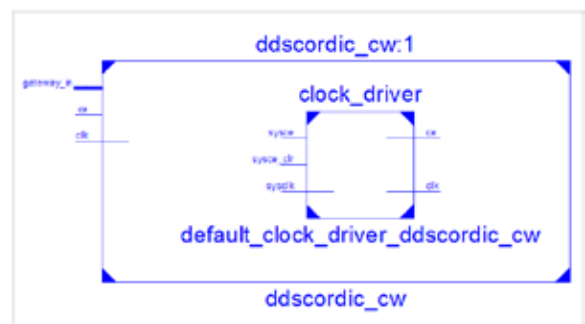 ddscordic_cw:1
gateway_in
clock_driver
ce
sysce
ce
clk
sysce_clr
sysclk
clk
default_clock_driver_ddscordic_cw
ddscordic_cw